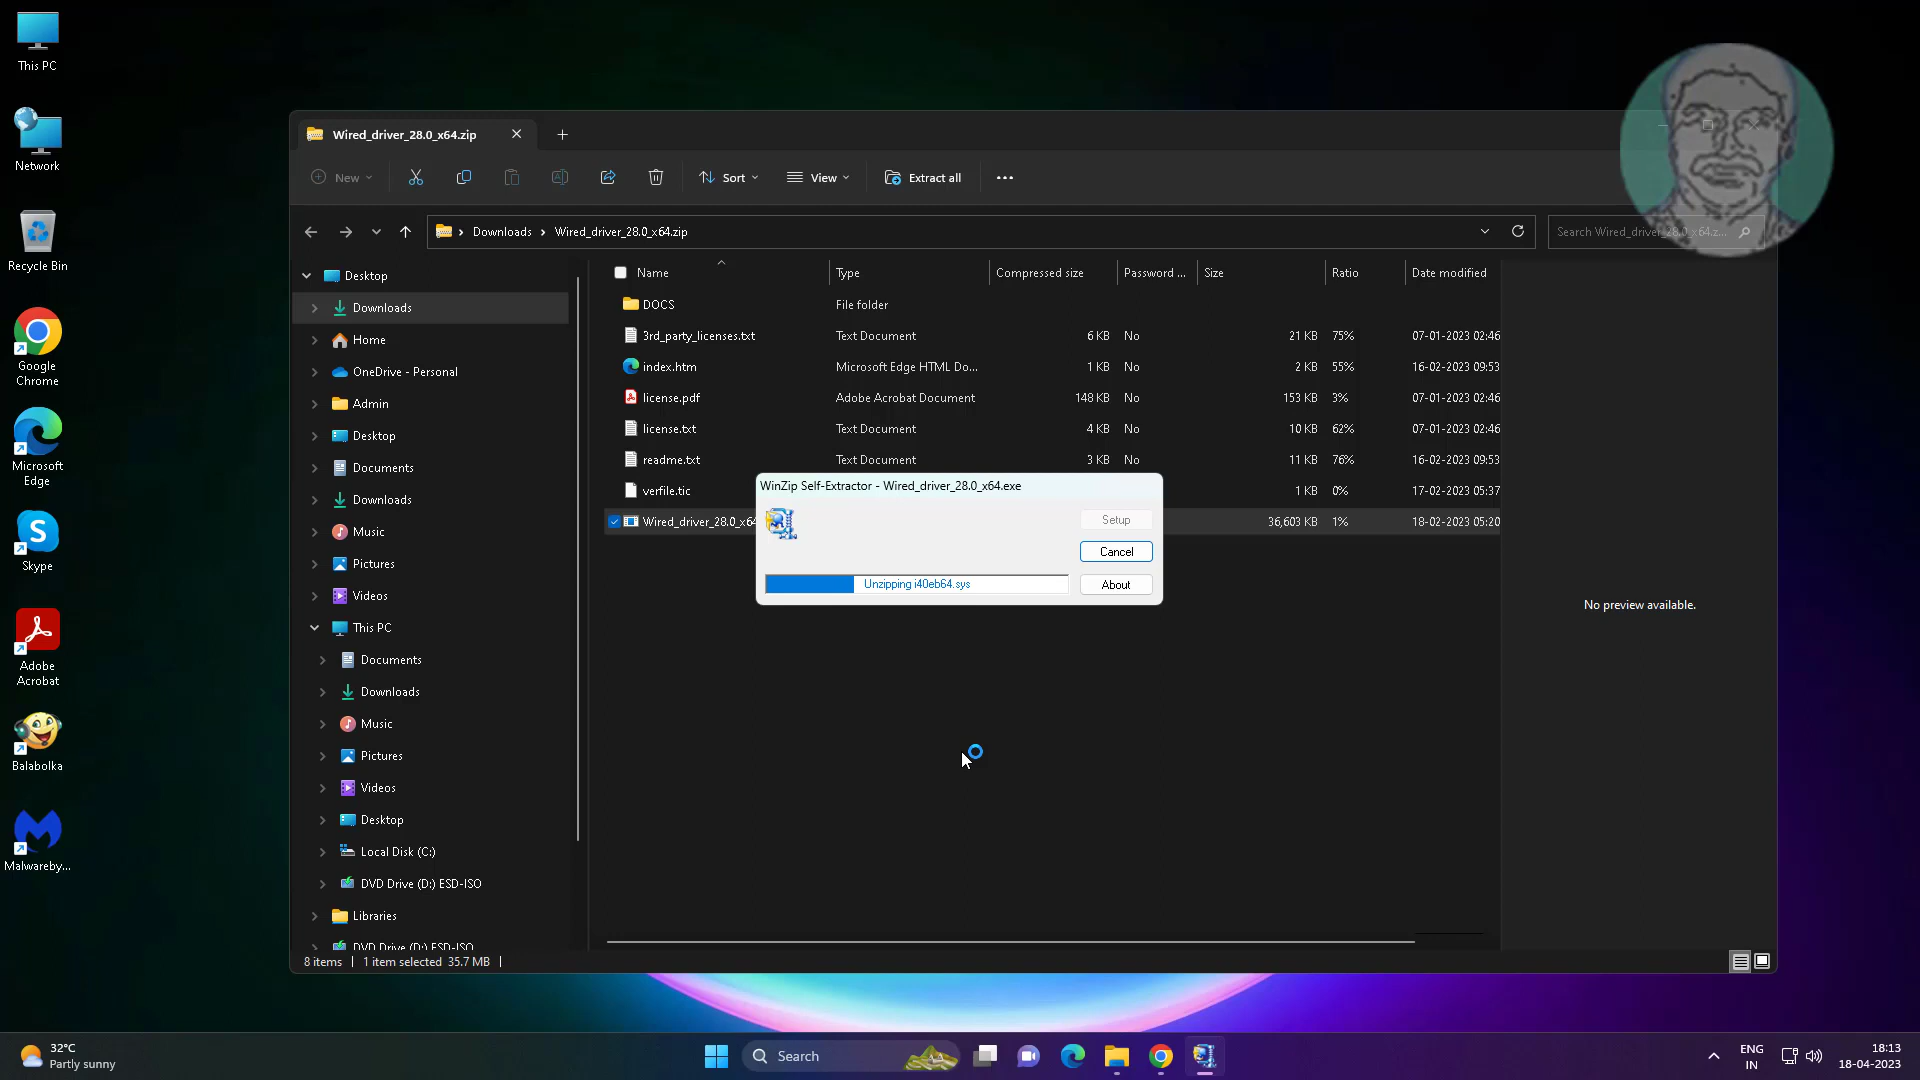 This PC
Network
Recycle Bin
Google
Chrome
Microsoft
Edge
Skype
Adobe
Acrobat
Balabolka
Malwareby...
Wired_driver_28.0_x64.zip
New
Sort
View
Extract all
Downloads
Wired_driver_28.0_x64.zip
Search Wired_driver_28.0_x64.z...
Desktop
Downloads
Home
OneDrive - Personal
Admin
Desktop
Documents
Downloads
Music
Pictures
Videos
This PC
Documents
Downloads
Music
Pictures
Videos
Desktop
Local Disk (C:)
DVD Drive (D:) ESD-ISO
Libraries
DVD Drive (D:) ESD-ISO
Name Type Compressed size Password ... Size Ratio Date modified
DOCS File folder
3rd_party_licenses.txt Text Document 6 KB No 21 KB 75% 07-01-2023 02:46
index.htm Microsoft Edge HTML Do... 1 KB No 2 KB 55% 16-02-2023 09:53
license.pdf Adobe Acrobat Document 148 KB No 153 KB 3% 07-01-2023 02:46
license.txt Text Document 4 KB No 10 KB 62% 07-01-2023 02:46
readme.txt Text Document 3 KB No 11 KB 76% 16-02-2023 09:53
verfile.tic 1 KB 0% 17-02-2023 05:37
Wired_driver_28.0_x64 36,603 KB 1% 18-02-2023 05:20
WinZip Self-Extractor - Wired_driver_28.0_x64.exe
Setup
Cancel
Unzipping i40eb64.sys
About
No preview available.
8 items 1 item selected 35.7 MB
32°C
Partly sunny
Search
ENG
IN
18:13
18-04-2023